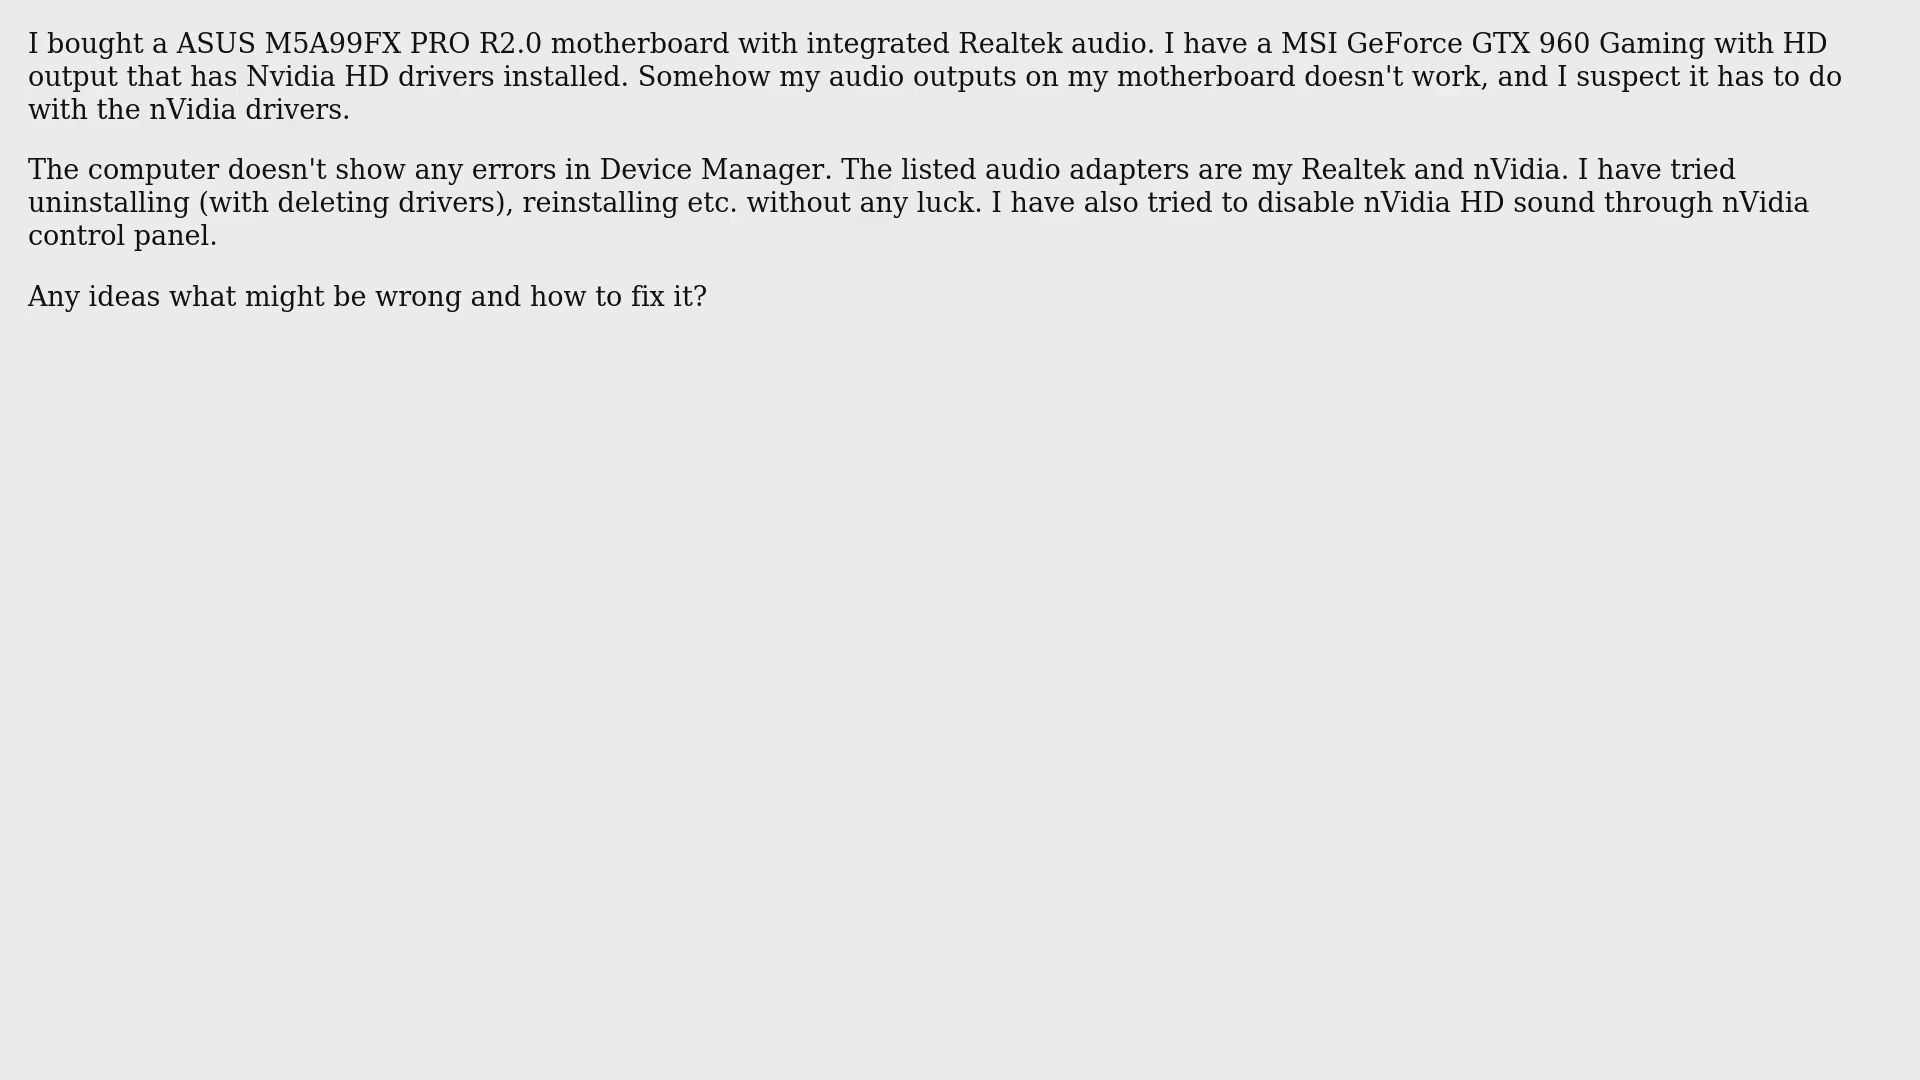 I bought a ASUS M5A99FX PRO R2.0 motherboard with integrated Realtek audio. I have a MSI GeForce GTX 960 Gaming with HD
output that has Nvidia HD drivers installed. Somehow my audio outputs on my motherboard doesn't work, and I suspect it has to do
with the nVidia drivers.
The computer doesn't show any errors in Device Manager. The listed audio adapters are my Realtek and nVidia. I have tried
uninstalling (with deleting drivers), reinstalling etc. without any luck. I have also tried to disable nVidia HD sound through nVidia
control panel.
Any ideas what might be wrong and how to fix it?